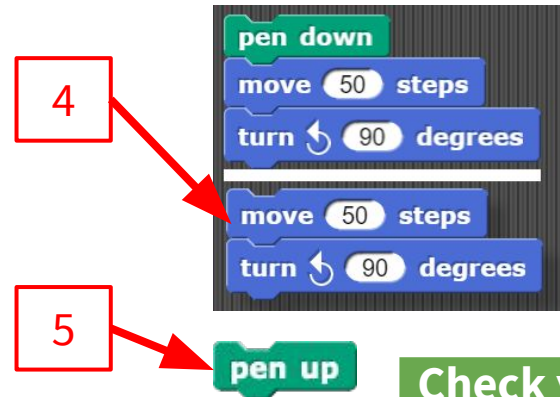 pen down
move 50 steps
4
turn 90 degrees
move 50 steps
turn 90 degrees
5
pen up
Check